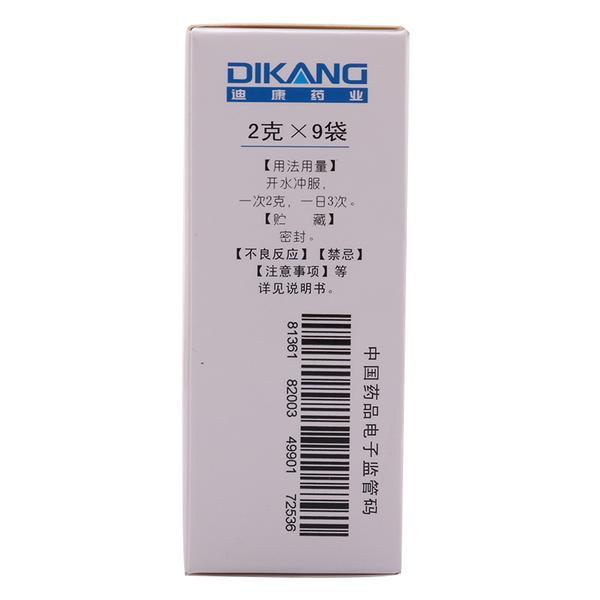 DIKANG
迪康药业
2克×9袋
【用法用量】
开水冲服，
一次2克，一日3次。
【贮　藏】
密封。
【不良反应】【禁忌】
【注意事项】等
详见说明书。
中国药品电子监管码
81361 82003 49901 72536